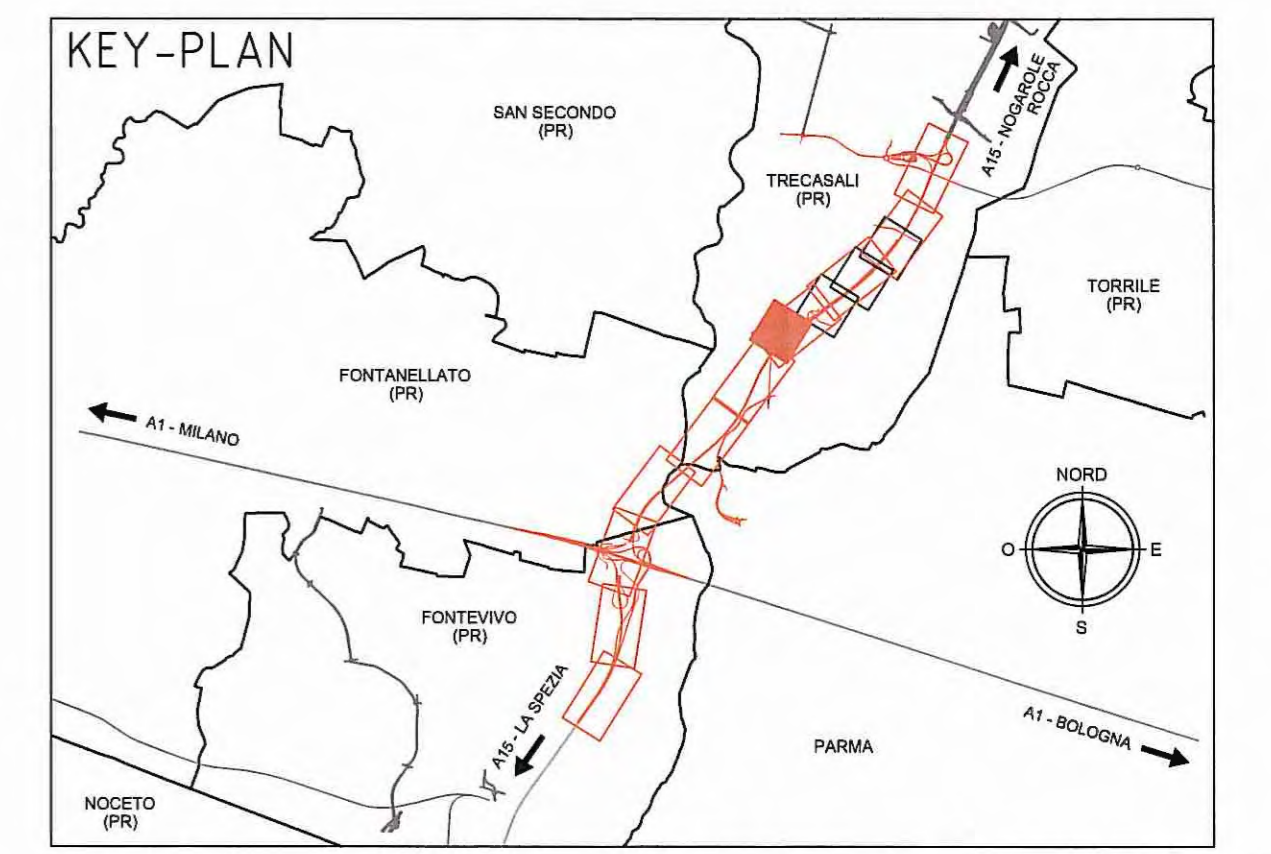 KEY-PLAN
SAN SECONDO
(PR)
A15 - NOGAROLE
ROCCA
TRECASALI
(PR)
TORRILE
(PR)
FONTANELLATO
(PR)
A1 - MILANO
NORD
O
E
S
FONTEVIVO
(PR)
A15 - LA SPEZIA
A1 - BOLOGNA
PARMA
NOCETO
(PR)